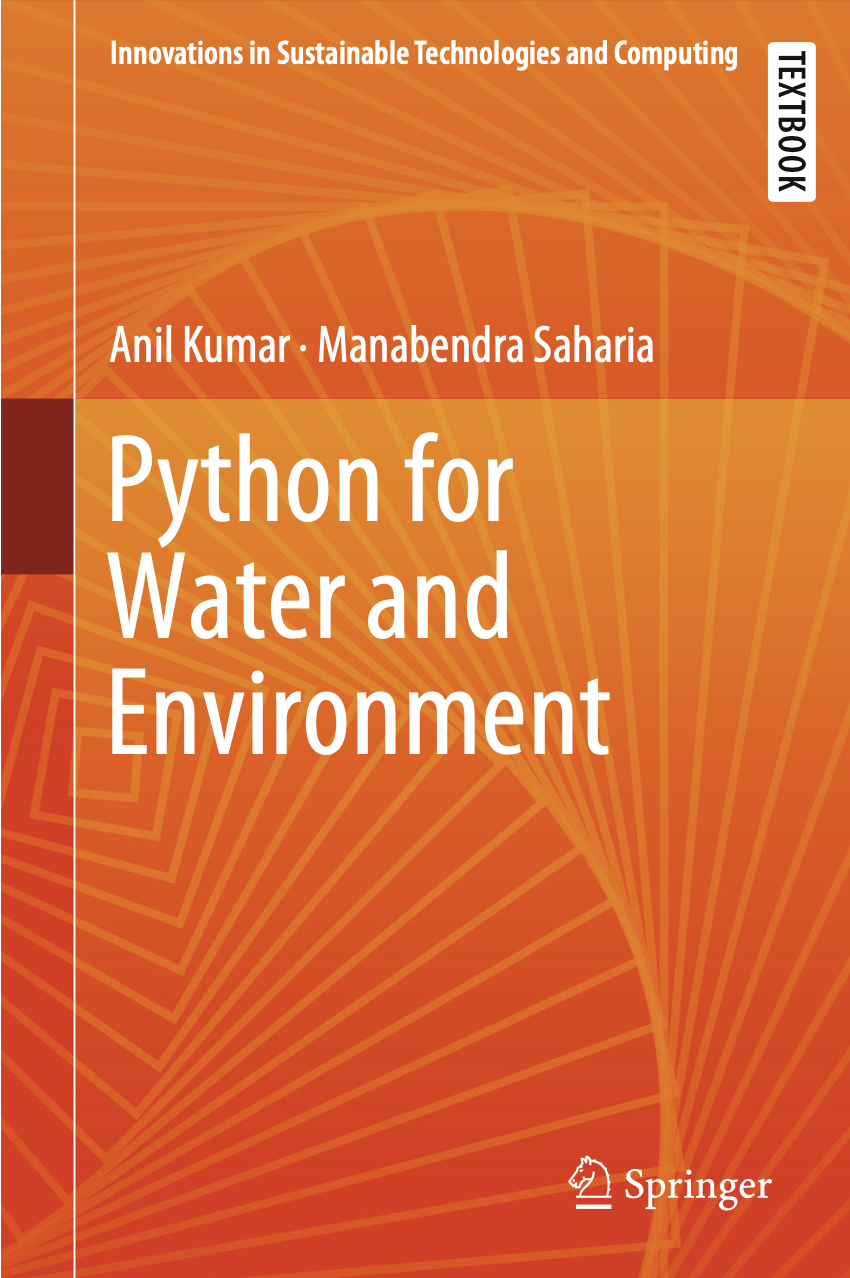 Innovations in Sustainable Technologies and Computing
TEXTBOOK
Anil Kumar · Manabendra Saharia
Python for
Water and
Environment
Springer